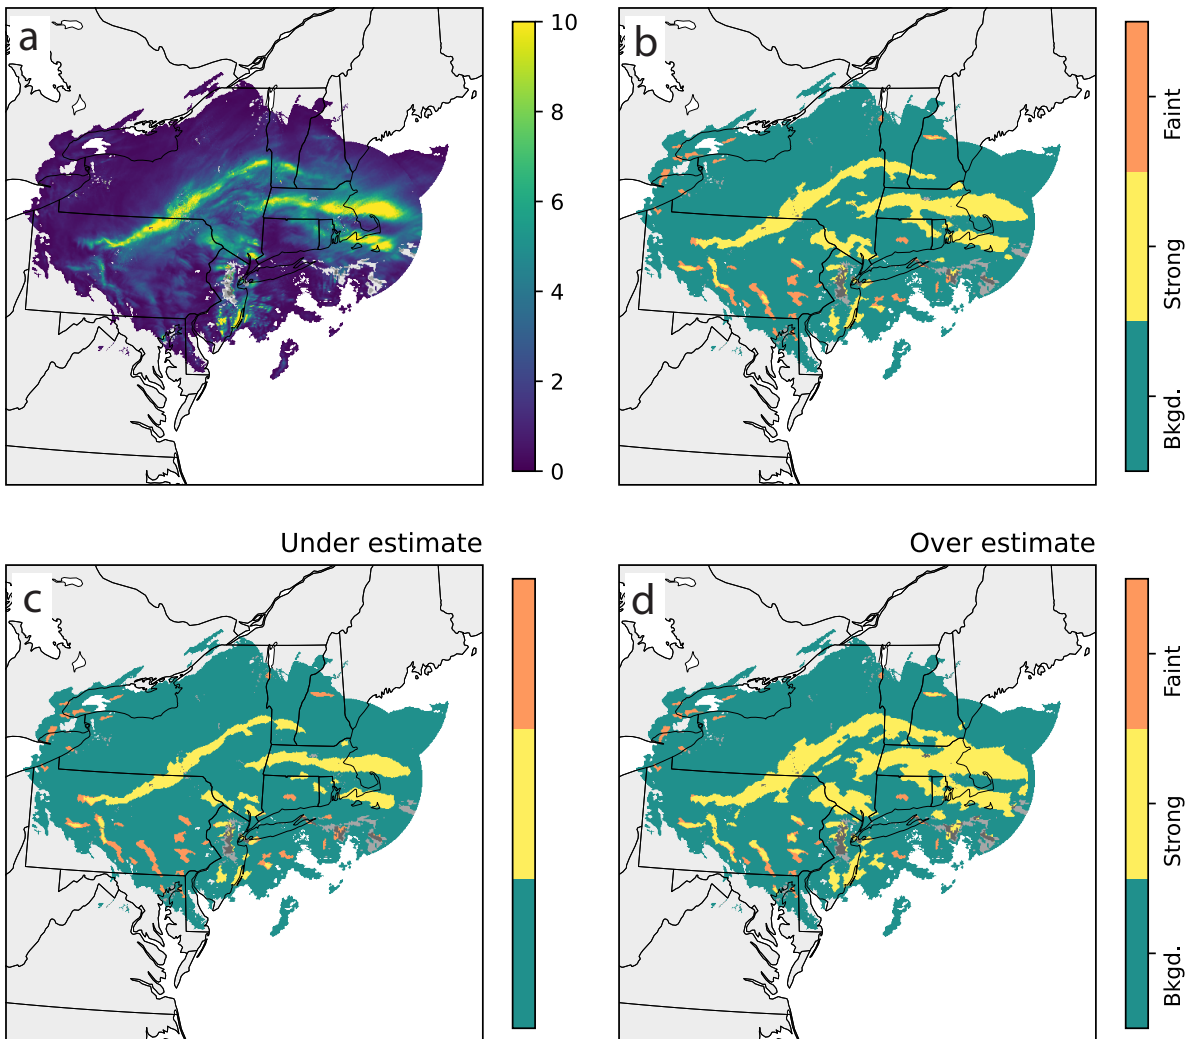 a
10
8
6
4
2
0
b
Faint
Strong
Bkgd.
Under estimate
c
Over estimate
d
Faint
Strong
Bkgd.